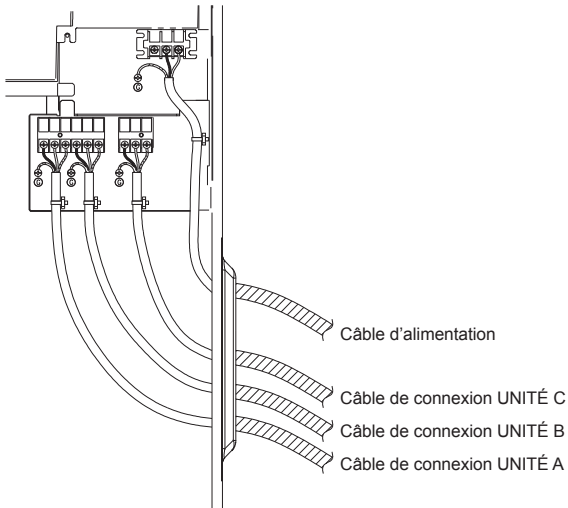 G
G
G
G
Câble d'alimentation
Câble de connexion UNITÉ C
Câble de connexion UNITÉ B
Câble de connexion UNITÉ A